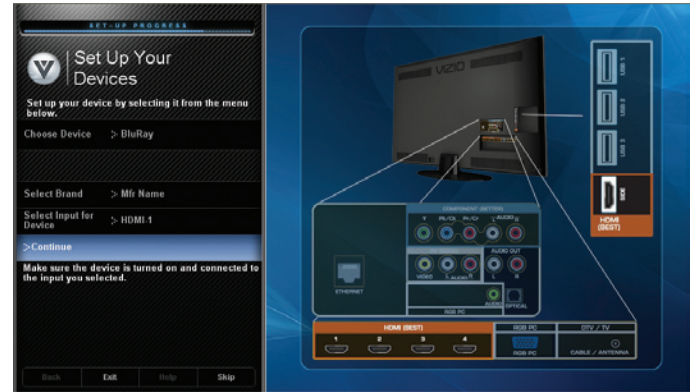 SET-UP PROGRESS
V
Set Up Your
Devices
Set up your device by selecting it from the menu
below.
Choose Device > BluRay
Select Brand > Mfr Name
Select Input for
Device > HDMI-1
>Continue
Make sure the device is turned on and connected to
the input you selected.
Back Exit Help Skip
VIZIO
USB 1
USB 2
USB 3
SIDE
HDMI
(BEST)
COMPONENT (BETTER)
Y Pb/Cb Pr/Cr L AUDIO R
AUDIO OUT
VIDEO L AUDIO R L R
ETHERNET
AUDIO OPTICAL
RGB PC
HDMI (BEST) RGB PC DTV / TV
1 2 3 4
RGB PC CABLE / ANTENNA